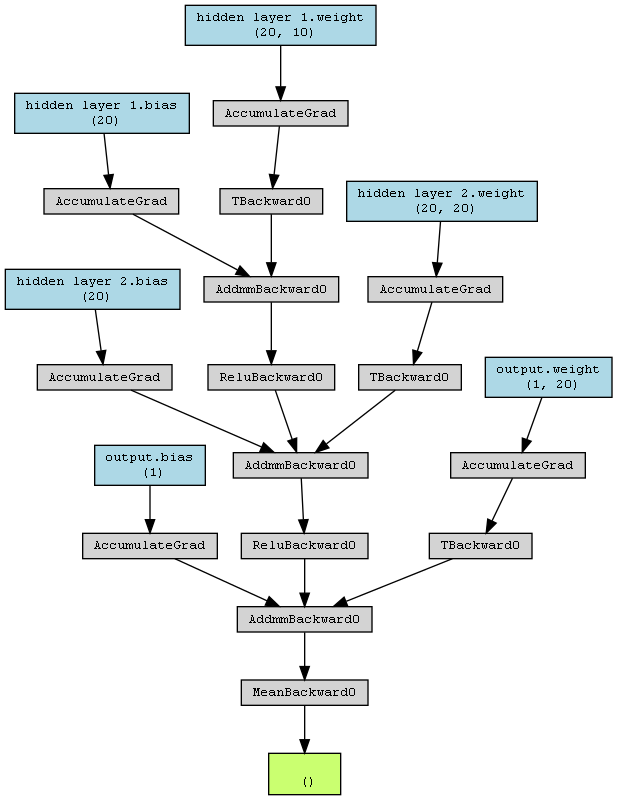 hidden layer 1.weight
(20, 10)
hidden layer 1.bias
(20)
AccumulateGrad
AccumulateGrad
TBackward0
hidden layer 2.weight
(20, 20)
hidden layer 2.bias
(20)
AddmmBackward0
AccumulateGrad
AccumulateGrad
ReluBackward0
TBackward0
output.weight
(1, 20)
output.bias
(1)
AddmmBackward0
AccumulateGrad
AccumulateGrad
ReluBackward0
TBackward0
AddmmBackward0
MeanBackward0
()